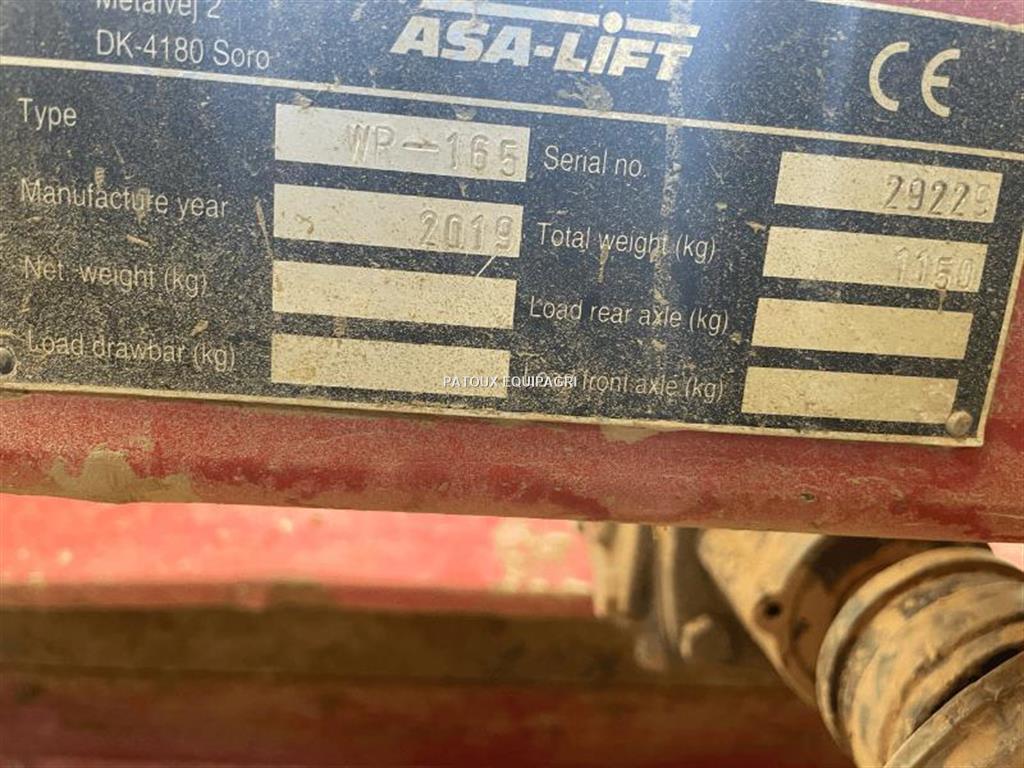 Metalvej 2
DK-4180 Soro
ASA-LIFT
CE
Type WP-165 Serial no. 29229
Manufacture year 2019 Total weight (kg) 1150
Net. weight (kg) Load rear axle (kg)
Load drawbar (kg) Load front axle (kg)
PATOUX EQUIPAGRI